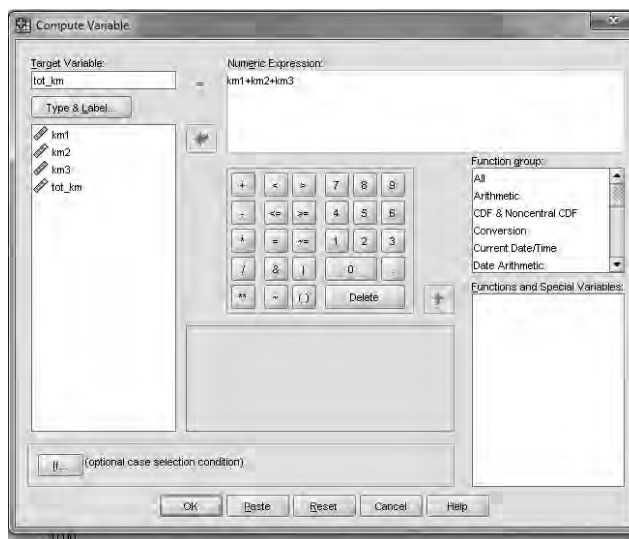 Compute Variable
Target Variable:
tot_km
=
Numeric Expression:
km1+km2+km3
Type & Label...
km1
km2
km3
tot_km
+ < > 7 8 9
- <= >= 4 5 6
* = ~= 1 2 3
/ & | 0 .
** ~ ( ) Delete
Function group:
All
Arithmetic
CDF & Noncentral CDF
Conversion
Current Date/Time
Date Arithmetic
Functions and Special Variables:
If... (optional case selection condition)
OK Paste Reset Cancel Help